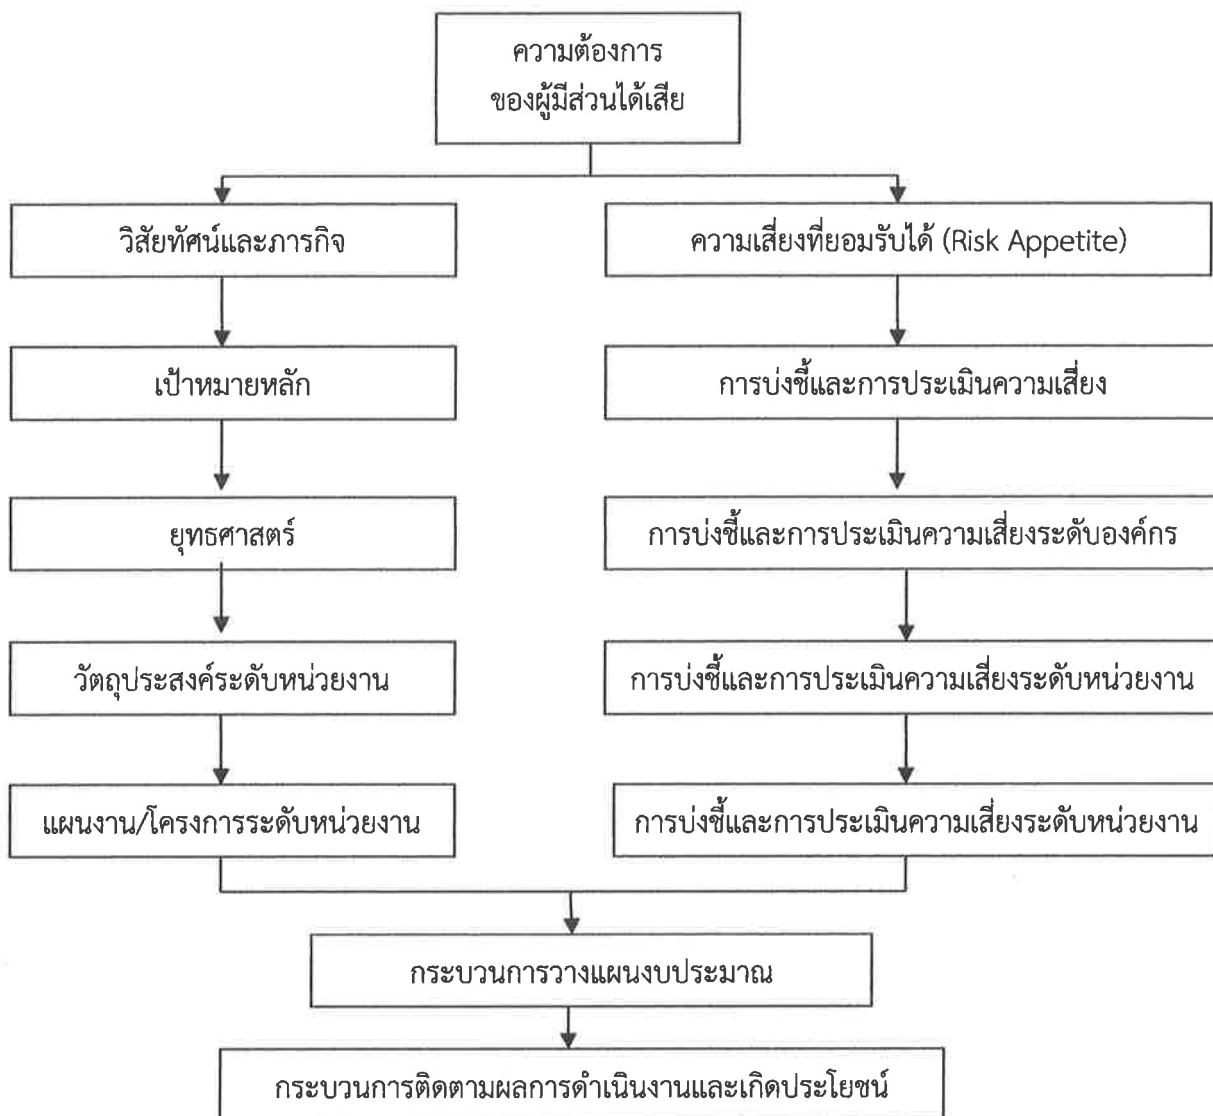 ความต้องการ
ของผู้มีส่วนได้เสีย
วิสัยทัศน์และภารกิจ
ความเสี่ยงที่ยอมรับได้ (Risk Appetite)
เป้าหมายหลัก
การบ่งชี้และการประเมินความเสี่ยง
ยุทธศาสตร์
การบ่งชี้และการประเมินความเสี่ยงระดับองค์กร
วัตถุประสงค์ระดับหน่วยงาน
การบ่งชี้และการประเมินความเสี่ยงระดับหน่วยงาน
แผนงาน/โครงการระดับหน่วยงาน
การบ่งชี้และการประเมินความเสี่ยงระดับหน่วยงาน
กระบวนการวางแผนงบประมาณ
กระบวนการติดตามผลการดำเนินงานและเกิดประโยชน์